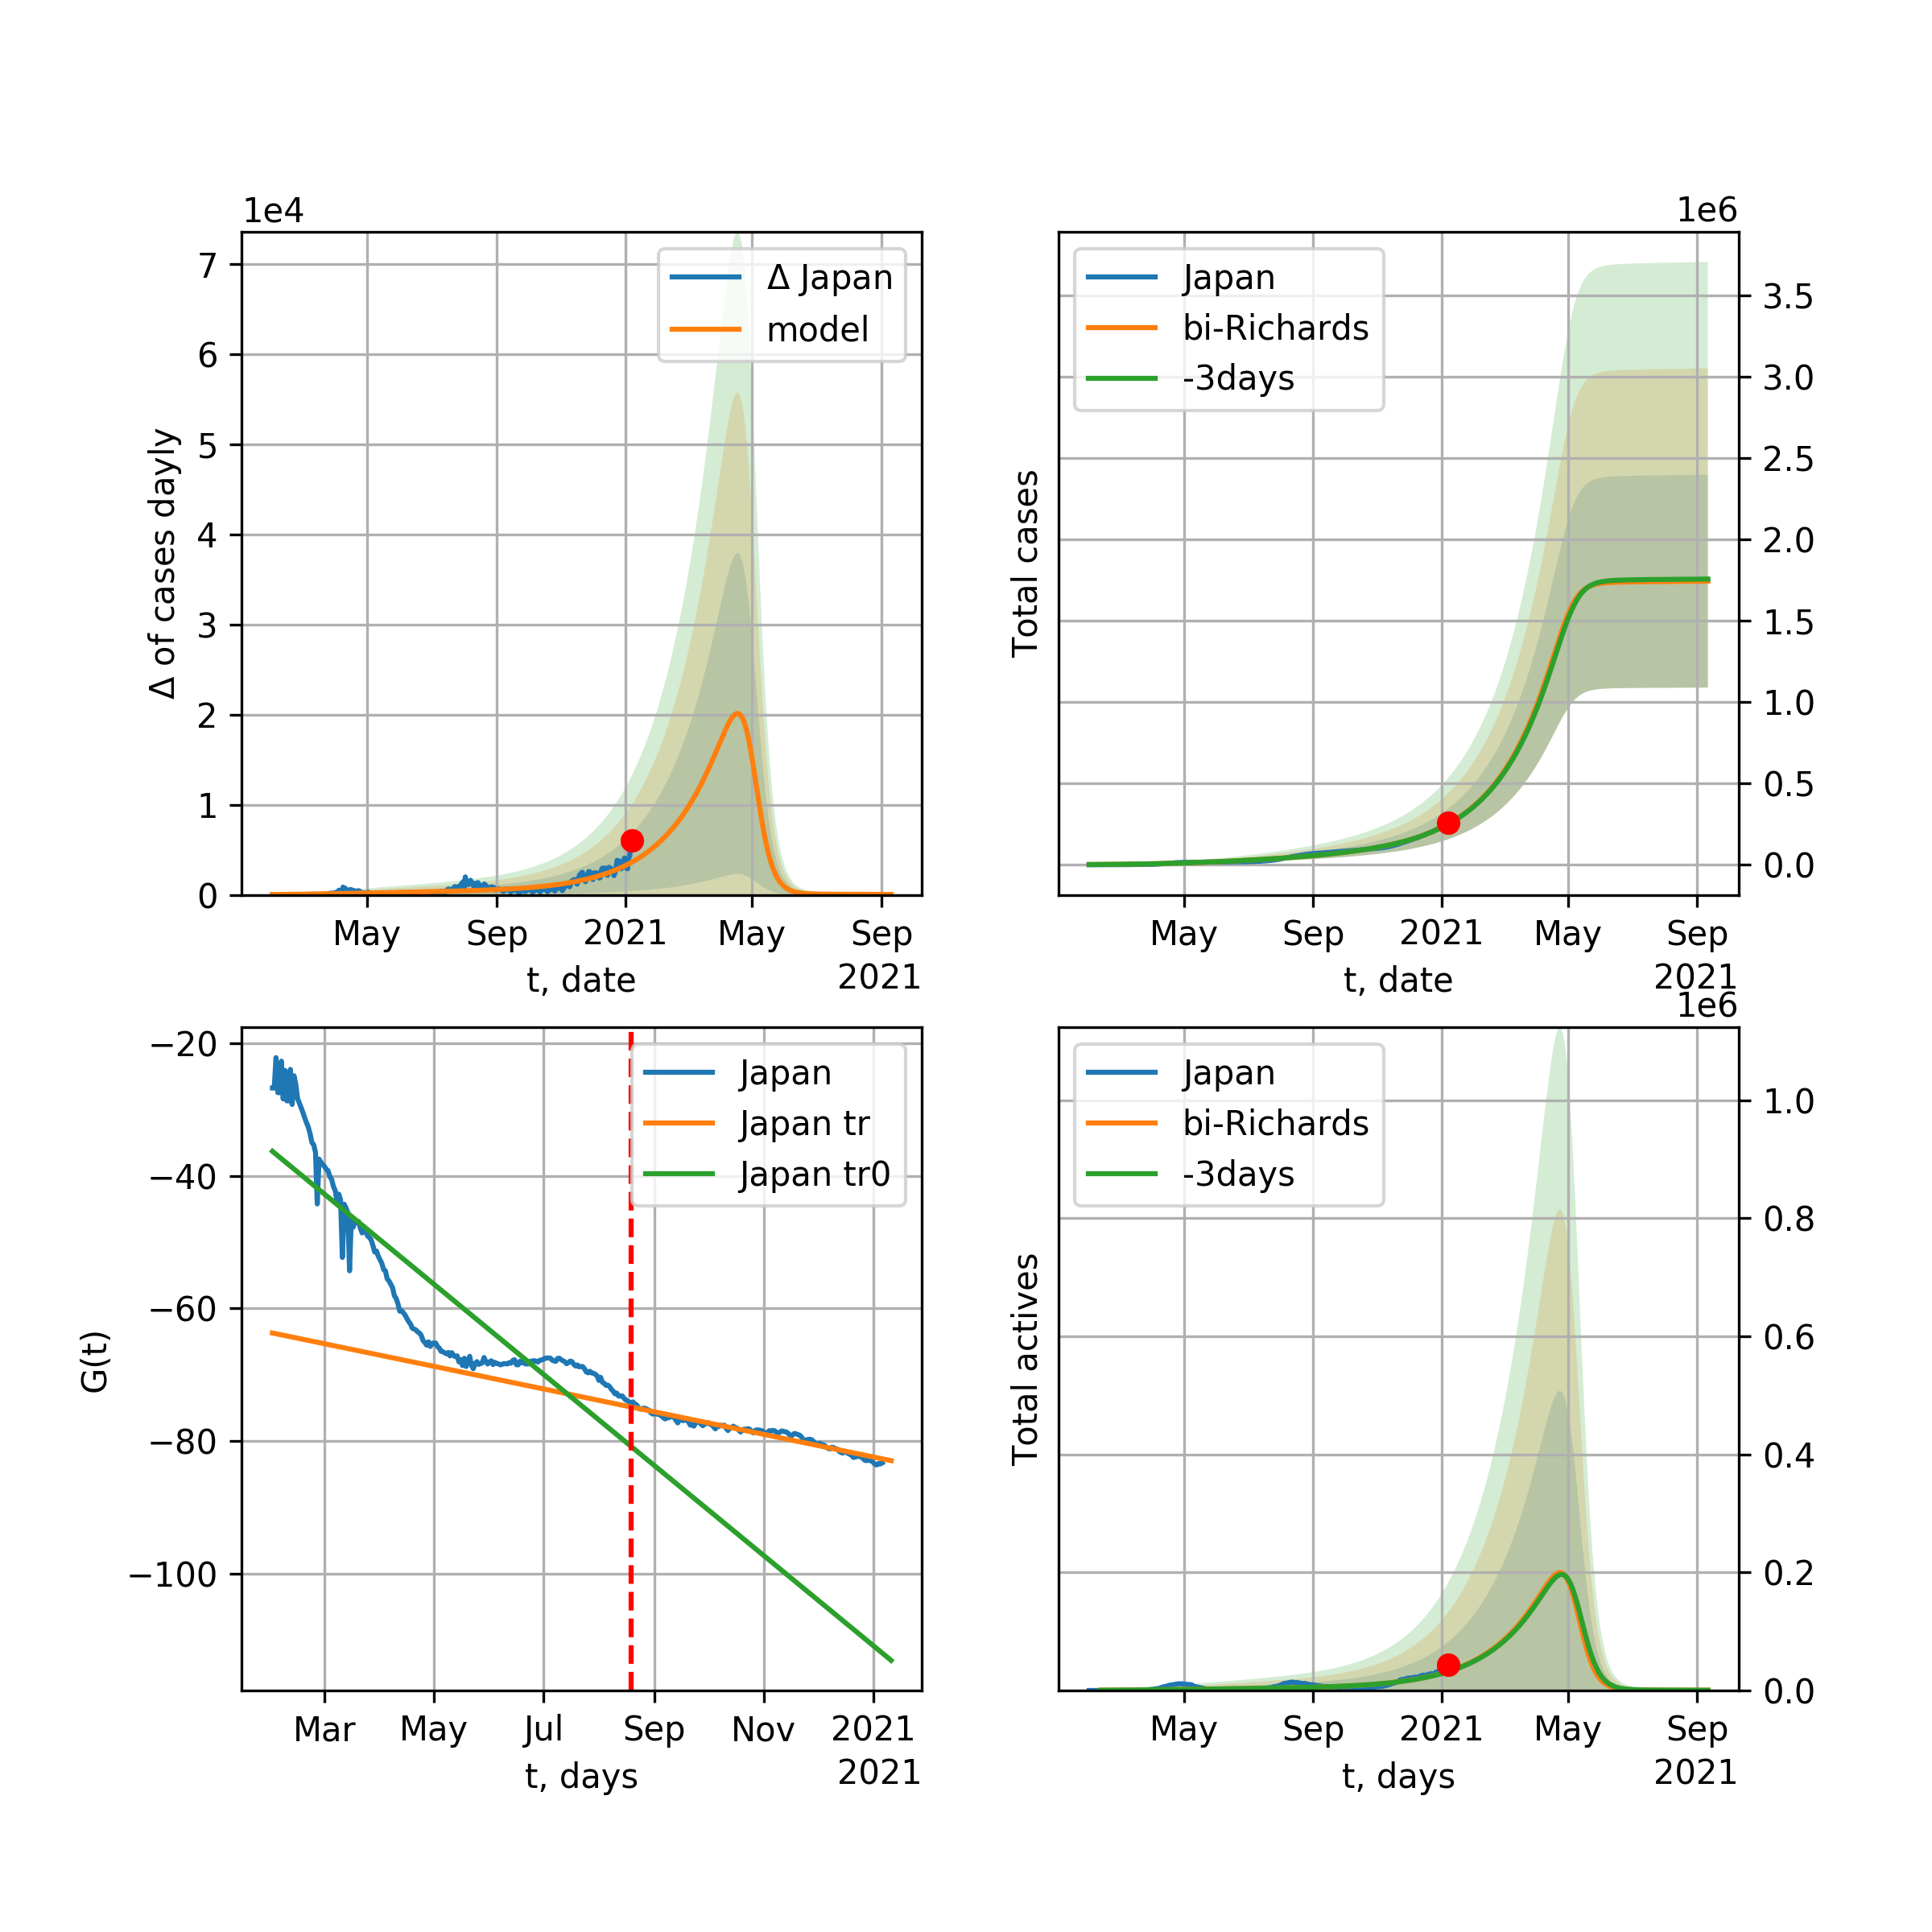 1e4
7
6
5
4
3
2
1
0
Δ of cases dayly
Δ Japan
model
May Sep 2021 May Sep
t, date 2021
1e6
3.5
3.0
2.5
2.0
1.5
1.0
0.5
0.0
Total cases
Japan
bi-Richards
-3days
May Sep 2021 May Sep
t, date 2021
−20
−40
−60
−80
−100
G(t)
Japan
Japan tr
Japan tr0
Mar May Jul Sep Nov 2021
t, days 2021
1e6
1.0
0.8
0.6
0.4
0.2
0.0
Total actives
Japan
bi-Richards
-3days
May Sep 2021 May Sep
t, days 2021